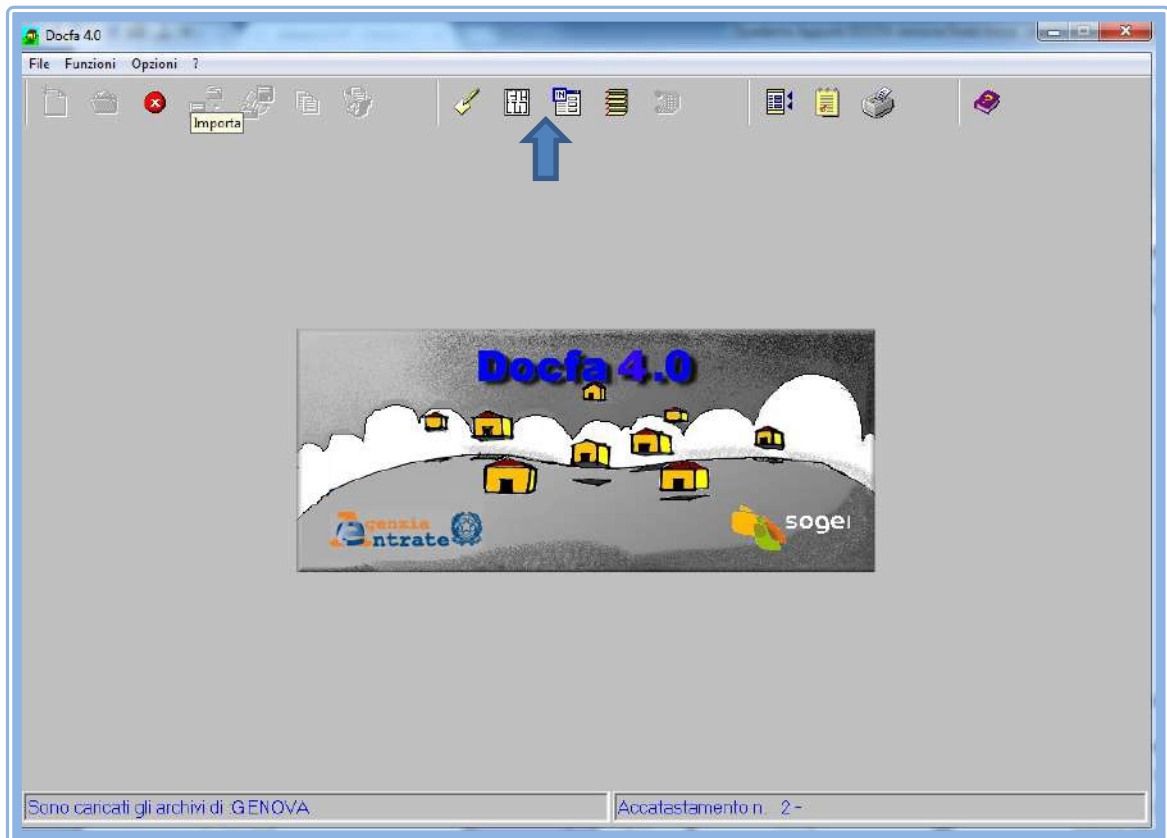 Docfa 4.0
File Funzioni Opzioni ?
Importa
IN
Docfa 4.0
Agenzia
Entrate
sogei
Sono caricati gli archivi di :GENOVA
Accatastamento n. 2 -